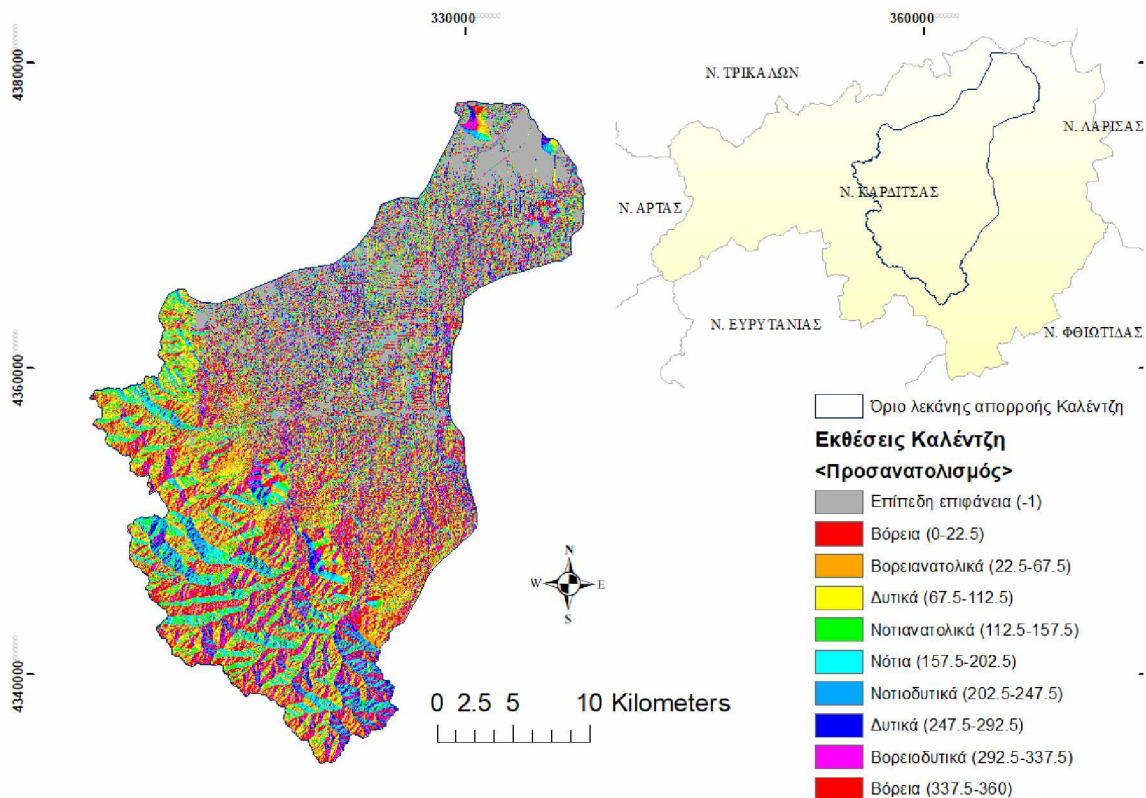 330000
360000
4380000
4360000
4340000
Ν. ΤΡΙΚΑΛΩΝ
Ν. ΛΑΡΙΣΑΣ
Ν. ΚΑΡΔΙΤΣΑΣ
Ν. ΑΡΤΑΣ
Ν. ΕΥΡΥΤΑΝΙΑΣ
Ν. ΦΘΙΩΤΙΔΑΣ
Όριο λεκάνης απορροής Καλέντζη
Εκθέσεις Καλέντζη
<Προσανατολισμός>
Επίπεδη επιφάνεια (-1)
Βόρεια (0-22.5)
Βορειανατολικά (22.5-67.5)
Δυτικά (67.5-112.5)
Νοτιανατολικά (112.5-157.5)
Νότια (157.5-202.5)
Νοτιοδυτικά (202.5-247.5)
Δυτικά (247.5-292.5)
Βορειοδυτικά (292.5-337.5)
Βόρεια (337.5-360)
N
W E
S
0 2.5 5 10 Kilometers